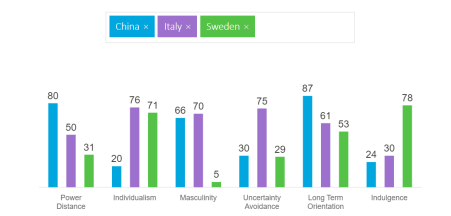 China × Italy × Sweden ×
80 50 31
20 76 71
66 70 5
30 75 29
87 61 53
24 30 78
Power Distance
Individualism
Masculinity
Uncertainty Avoidance
Long Term Orientation
Indulgence